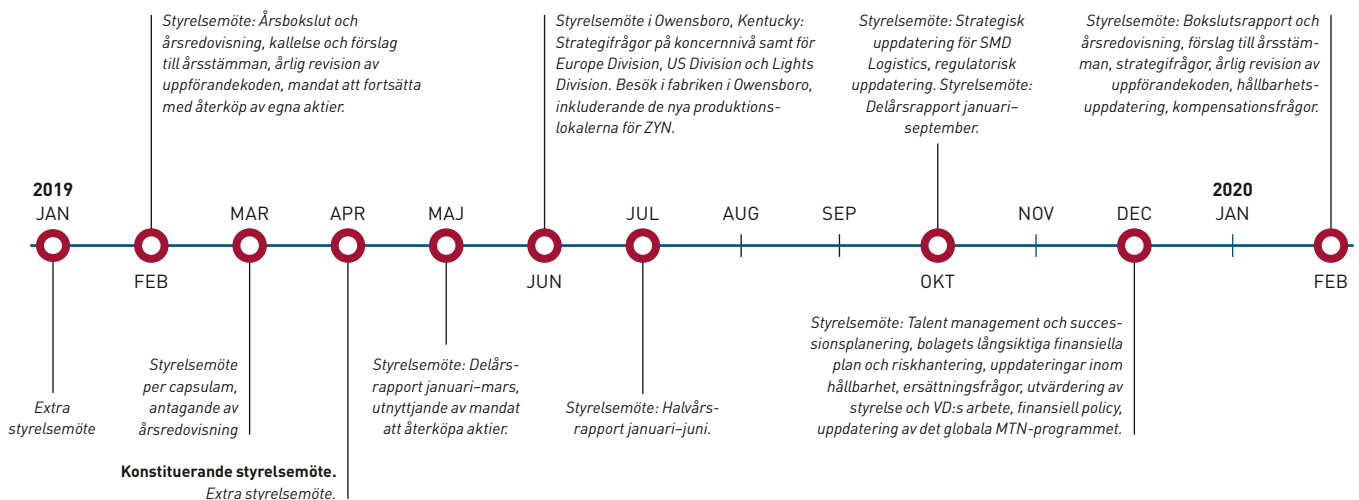 Styrelsemöte: Årsbokslut och
årsredovisning, kallelse och förslag
till årsstämman, årlig revision av
uppförandekoden, mandat att fortsätta
med återköp av egna aktier.
Styrelsemöte i Owensboro, Kentucky:
Strategifrågor på koncernnivå samt för
Europe Division, US Division och Lights
Division. Besök i fabriken i Owensboro,
inkluderande de nya produktions-
lokalerna för ZYN.
Styrelsemöte: Strategisk
uppdatering för SMD
Logistics, regulatorisk
uppdatering. Styrelsemöte:
Delårsrapport januari–
september.
Styrelsemöte: Bokslutsrapport och
årsredovisning, förslag till årsstäm-
man, strategifrågor, årlig revision av
uppförandekoden, hållbarhets-
uppdatering, kompensationsfrågor.
2019
JAN
FEB
MAR
APR
MAJ
JUN
JUL
AUG
SEP
OKT
NOV
DEC
2020
JAN
FEB
Extra
styrelsemöte
Styrelsemöte
per capsulam,
antagande av
årsredovisning
Konstituerande styrelsemöte.
Extra styrelsemöte.
Styrelsemöte: Delårs-
rapport januari–mars,
utnyttjande av mandat
att återköpa aktier.
Styrelsemöte: Halvårs-
rapport januari–juni.
Styrelsemöte: Talent management och succes-
sionsplanering, bolagets långsiktiga finansiella
plan och riskhantering, uppdateringar inom
hållbarhet, ersättningsfrågor, utvärdering av
styrelse och VD:s arbete, finansiell policy,
uppdatering av det globala MTN-programmet.